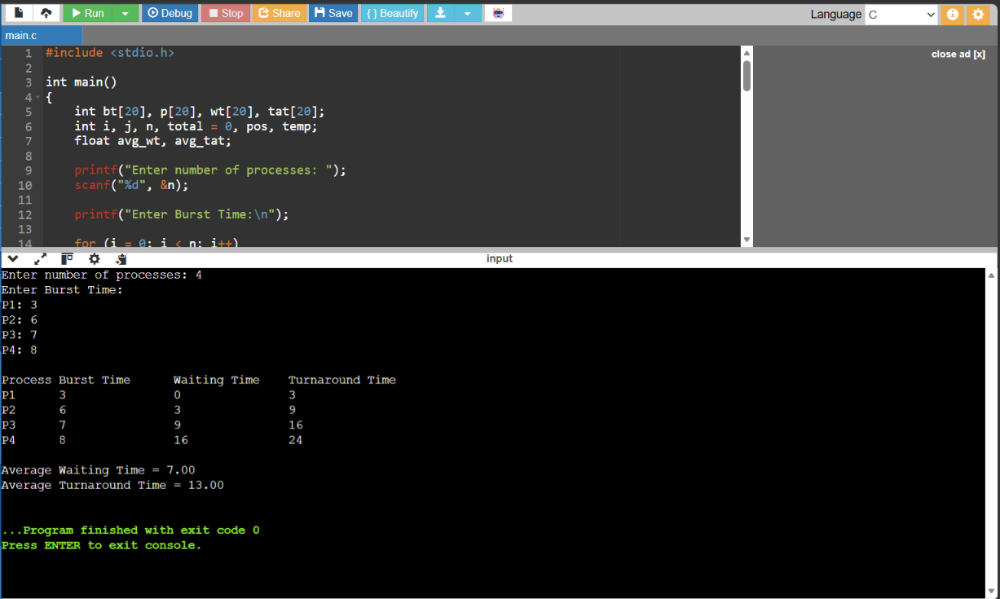 Run Debug Stop Share Save { } Beautify Language C
main.c
close ad [x]
1 #include <stdio.h>
2
3 int main()
4 {
5     int bt[20], p[20], wt[20], tat[20];
6     int i, j, n, total = 0, pos, temp;
7     float avg_wt, avg_tat;
8
9     printf("Enter number of processes: ");
10     scanf("%d", &n);
11
12     printf("Enter Burst Time:\n");
13
14     for (i = 0; i < n; i++)
input
Enter number of processes: 4
Enter Burst Time:
P1: 3
P2: 6
P3: 7
P4: 8
Process Burst Time Waiting Time Turnaround Time
P1 3 0 3
P2 6 3 9
P3 7 9 16
P4 8 16 24
Average Waiting Time = 7.00
Average Turnaround Time = 13.00
...Program finished with exit code 0
Press ENTER to exit console.